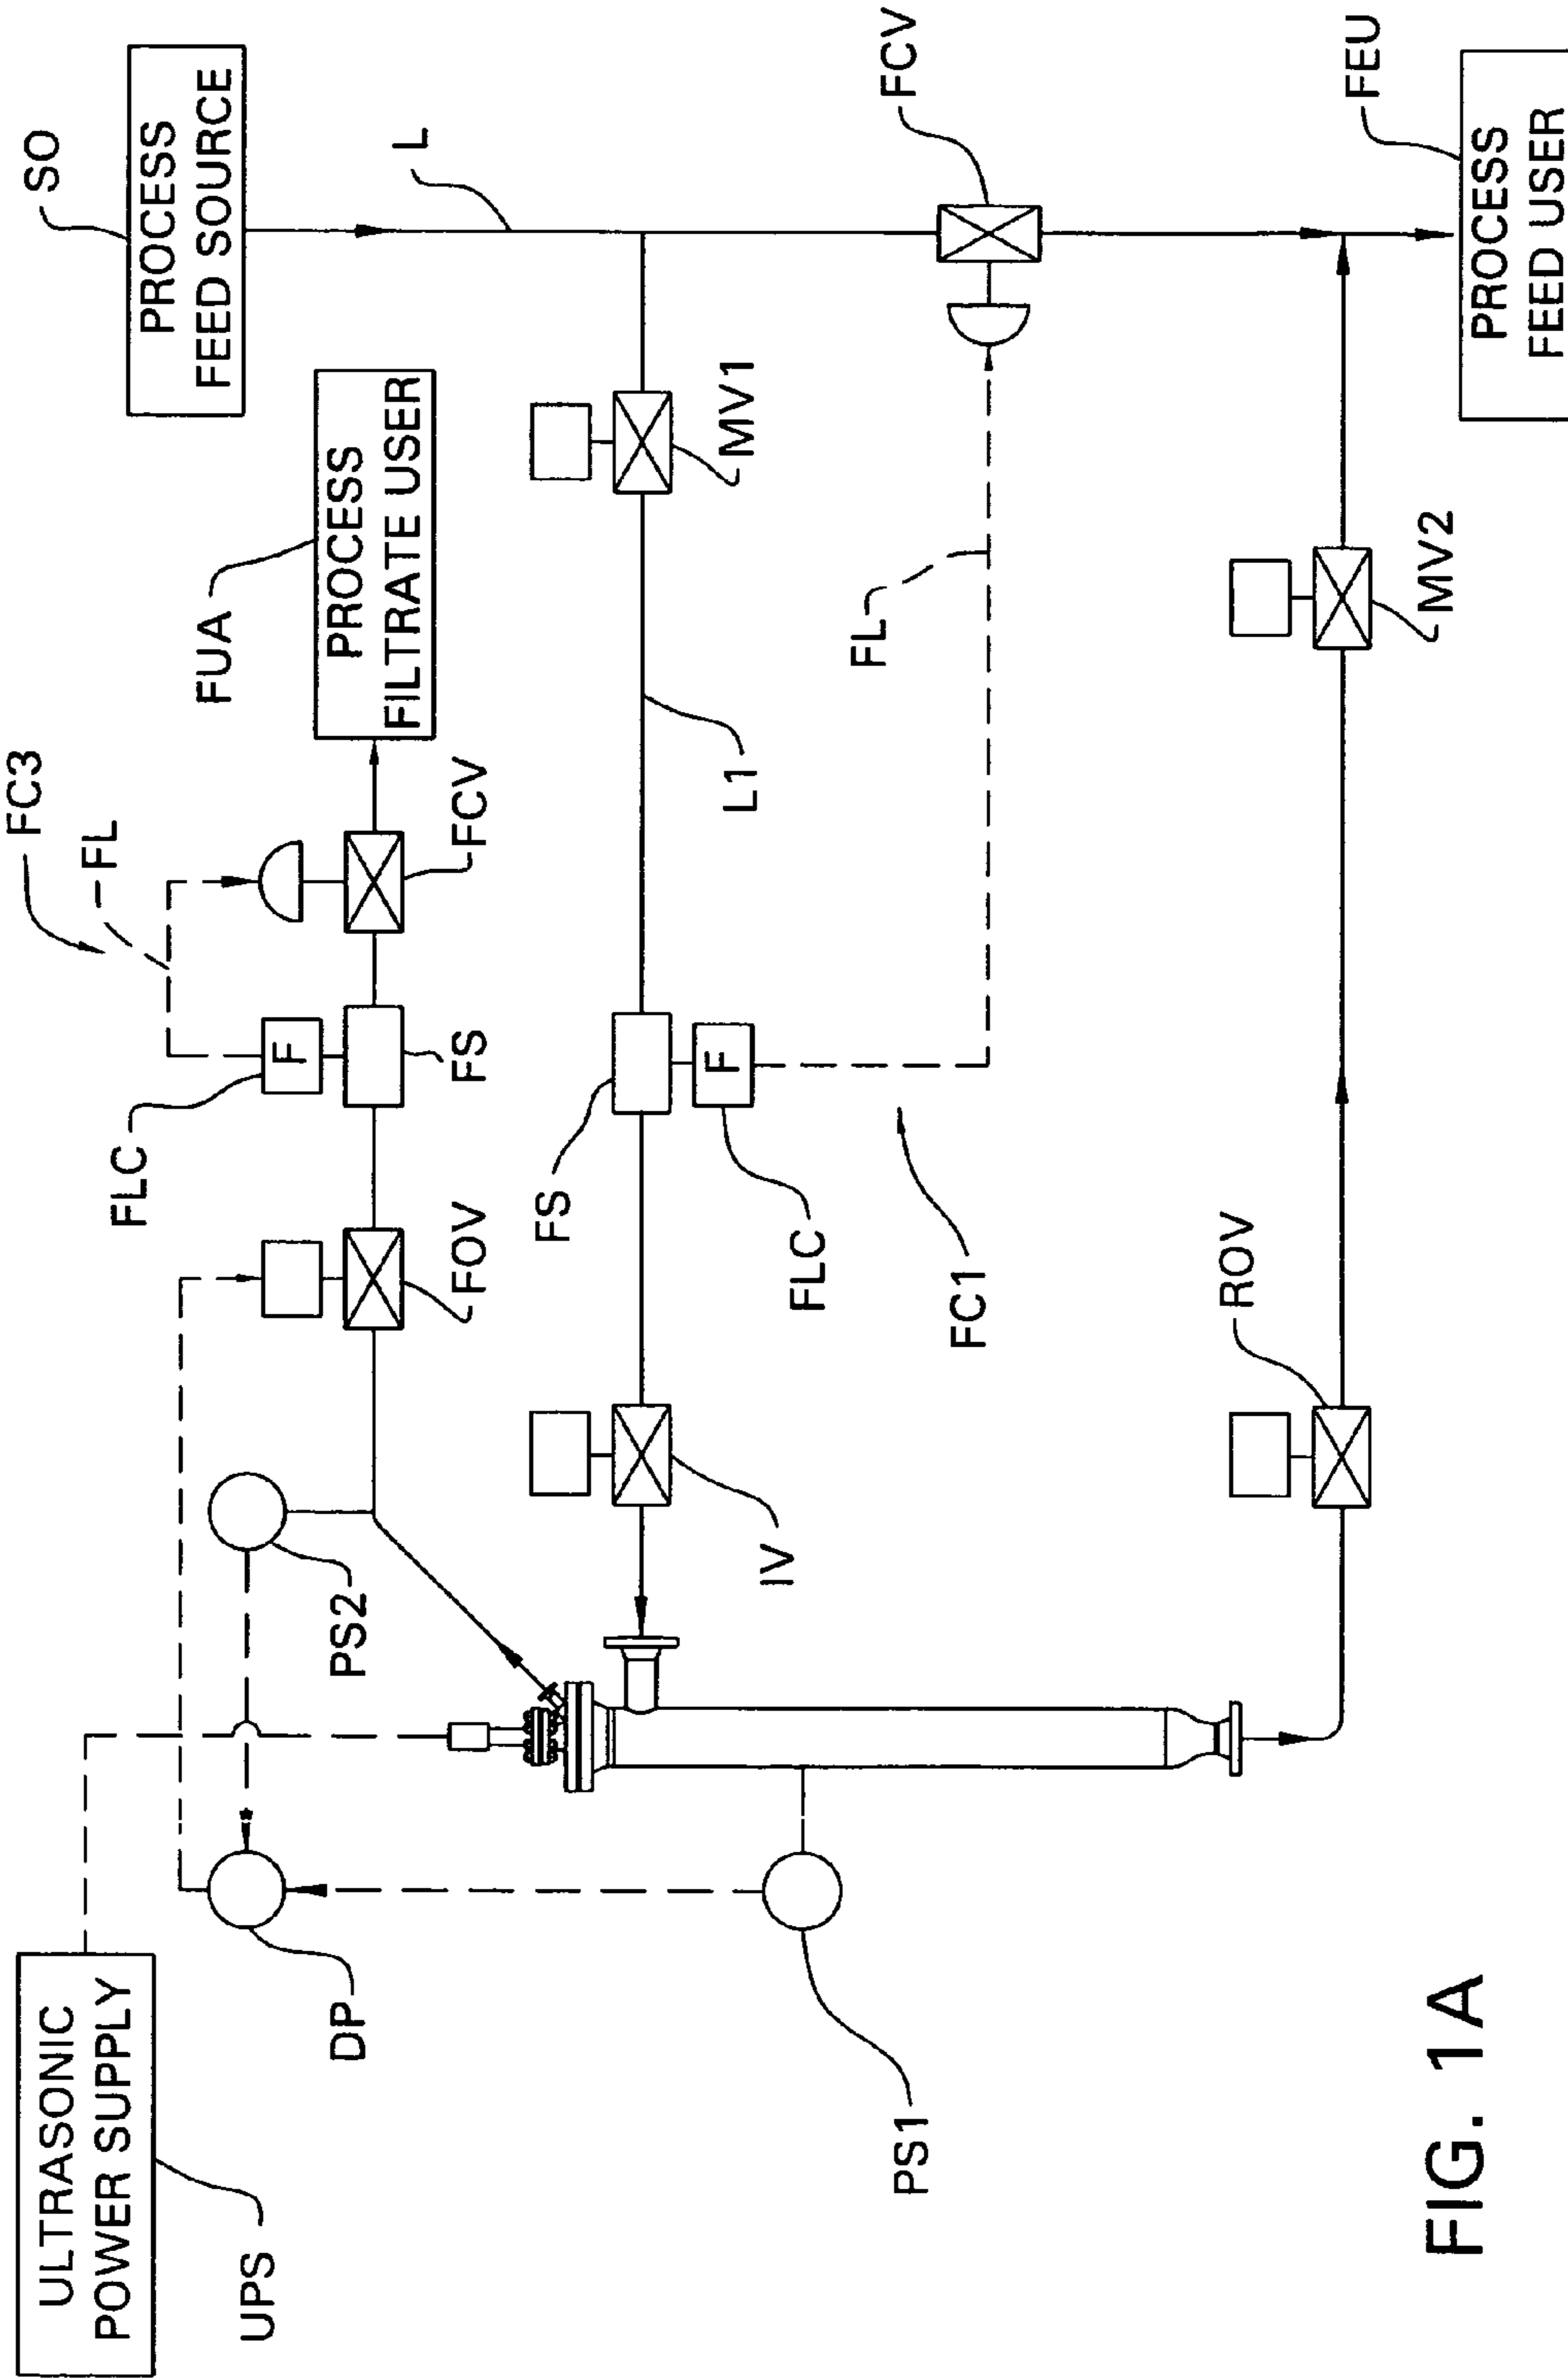 ULTRASONIC
POWER SUPPLY
UPS
FC3
FL
SO
PROCESS
FEED SOURCE
FLC
F
FUA
PROCESS
FILTRATE USER
DP
PS2
FOV
FS
FCV
L
FS
F
FLC
L1
MV1
IV
FL
FCV
PS1
FC1
ROV
MV2
FEU
PROCESS
FEED USER
FIG. 1A